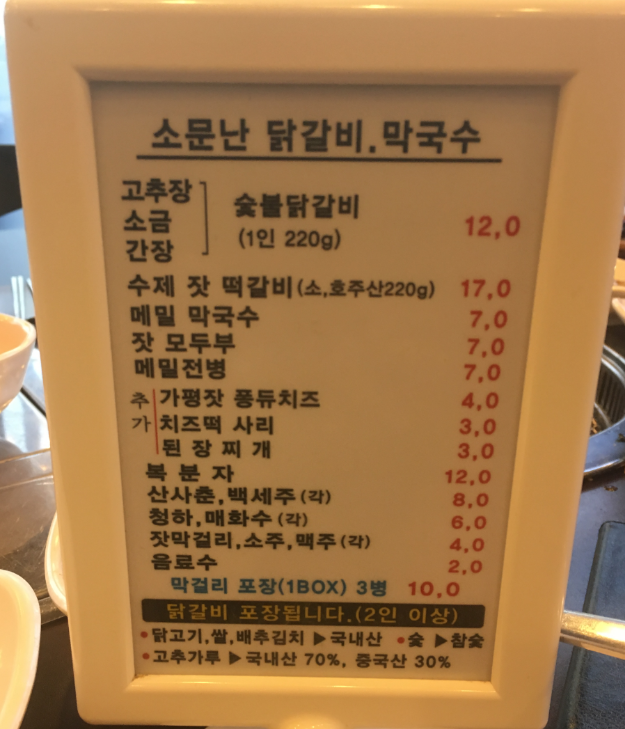 소문난 닭갈비.막국수
고추장
소금
간장
숯불닭갈비
(1인 220g)
12,0
수제 잣 떡갈비(소,호주산220g) 17,0
메밀 막국수 7,0
잣 모두부 7,0
메밀전병 7,0
추가
가평잣 퐁듀치즈 4,0
치즈떡 사리 3,0
된 장 찌 개 3,0
복 분 자 12,0
산사춘,백세주(각) 8,0
청하,매화수(각) 6,0
잣막걸리,소주,맥주(각) 4,0
음료수 2,0
막걸리 포장(1BOX) 3병 10,0
닭갈비 포장됩니다.(2인 이상)
•닭고기,쌀,배추김치 ▶국내산 •숯 ▶참숯
•고추가루 ▶국내산 70%, 중국산 30%